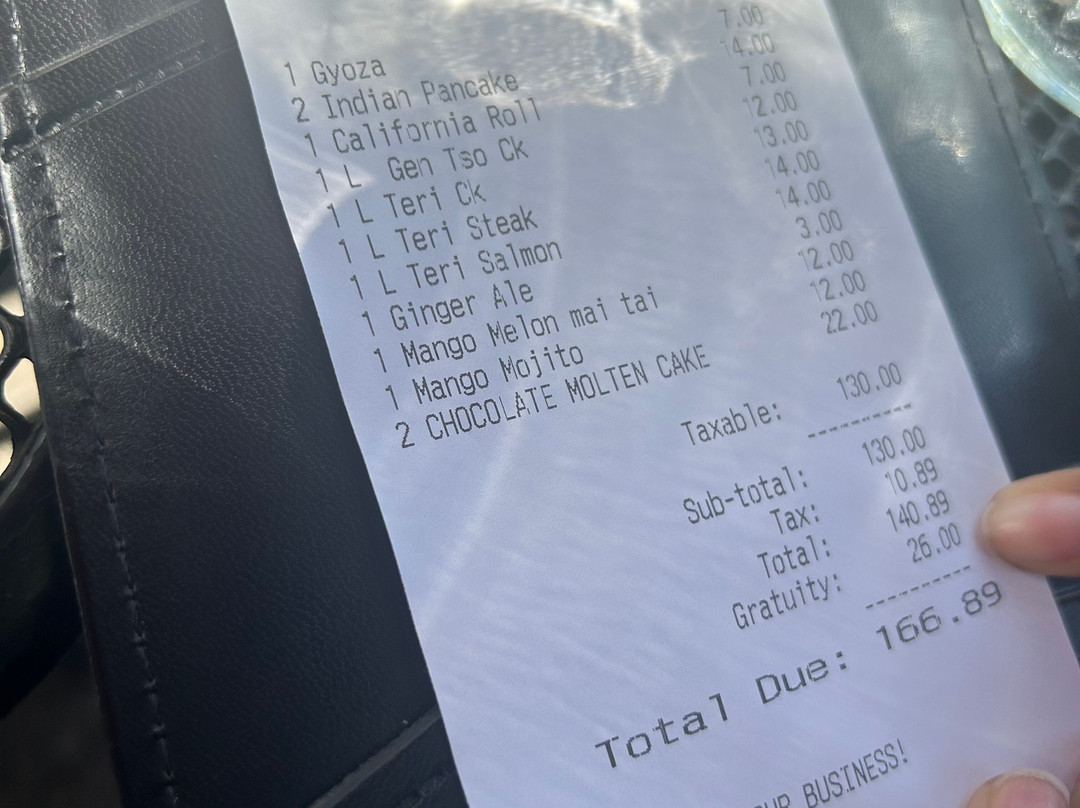 1 Gyoza 7.00
2 Indian Pancake 14.00
1 California Roll 7.00
1 L Gen Tso Ck 12.00
1 L Teri Ck 13.00
1 L Teri Steak 14.00
1 L Teri Salmon 14.00
1 Ginger Ale 3.00
1 Mango Melon mai tai 12.00
1 Mango Mojito 12.00
2 CHOCOLATE MOLTEN CAKE 22.00
Taxable: 130.00
----------
Sub-total: 130.00
Tax: 10.89
Total: 140.89
Gratuity: 26.00
----------
Total Due: 166.89
BUSINESS!